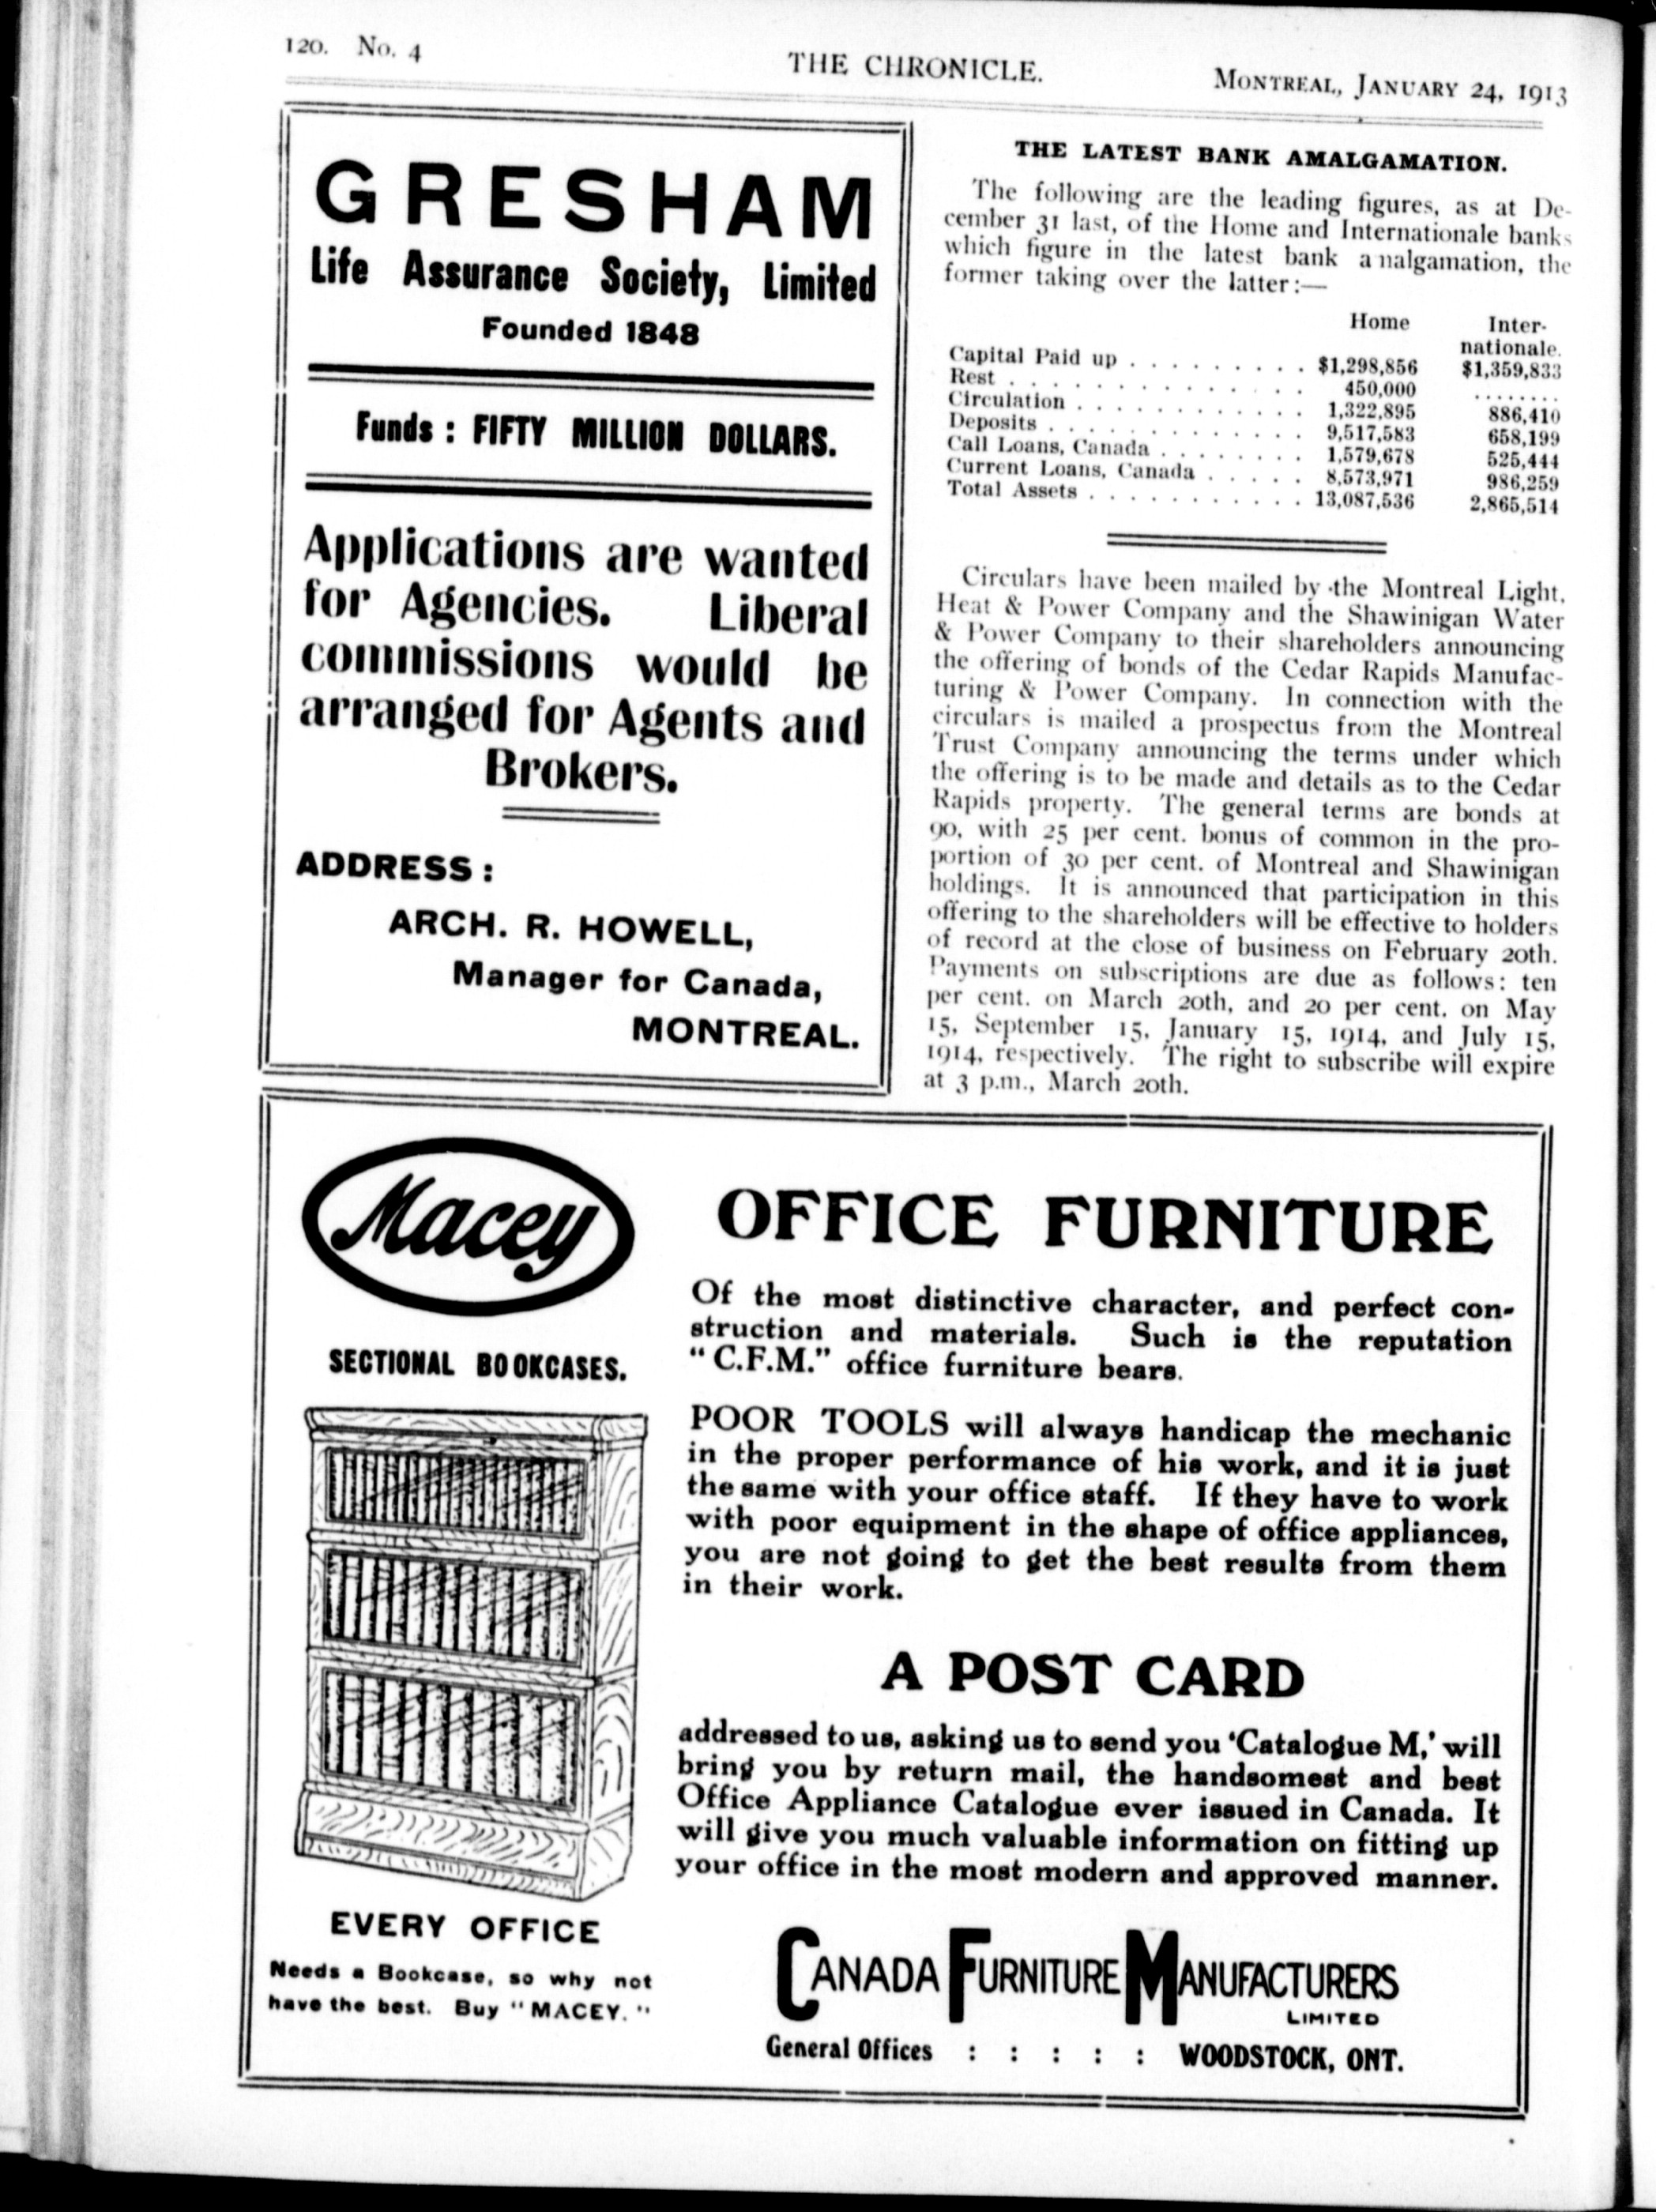 120. No. 4
THE CHRONICLE.
MONTREAL, JANUARY 24, 1913
GRESHAM
Life Assurance Society, Limited
Founded 1848
Funds : FIFTY MILLION DOLLARS.
Applications are wanted
for Agencies. Liberal
commissions would be
arranged for Agents and
Brokers.
ADDRESS :
ARCH. R. HOWELL,
Manager for Canada,
MONTREAL.
THE LATEST BANK AMALGAMATION.
The following are the leading figures, as at De-
cember 31 last, of the Home and Internationale banks
which figure in the latest bank amalgamation, the
former taking over the latter:—
Home Inter-
nationale.
Capital Paid up . . . . . . . . . $1,298,856 $1,359,833
Rest . . . . . . . . . . . . . . 450,000 ........
Circulation . . . . . . . . . . . . 1,322,895 886,410
Deposits . . . . . . . . . . . . . 9,517,583 658,199
Call Loans, Canada . . . . . . . . 1,579,678 525,444
Current Loans, Canada . . . . . 8,573,971 986,259
Total Assets . . . . . . . . . . . 13,087,536 2,865,514
Circulars have been mailed by the Montreal Light,
Heat & Power Company and the Shawinigan Water
& Power Company to their shareholders announcing
the offering of bonds of the Cedar Rapids Manufac-
turing & Power Company. In connection with the
circulars is mailed a prospectus from the Montreal
Trust Company announcing the terms under which
the offering is to be made and details as to the Cedar
Rapids property. The general terms are bonds at
90, with 25 per cent. bonus of common in the pro-
portion of 30 per cent. of Montreal and Shawinigan
holdings. It is announced that participation in this
offering to the shareholders will be effective to holders
of record at the close of business on February 20th.
Payments on subscriptions are due as follows: ten
per cent. on March 20th, and 20 per cent. on May
15, September 15, January 15, 1914, and July 15,
1914, respectively. The right to subscribe will expire
at 3 p.m., March 20th.
Macey
SECTIONAL BOOKCASES.
EVERY OFFICE
Needs a Bookcase, so why not
have the best. Buy "MACEY."
OFFICE FURNITURE
Of the most distinctive character, and perfect con-
struction and materials. Such is the reputation
"C.F.M." office furniture bears.
POOR TOOLS will always handicap the mechanic
in the proper performance of his work, and it is just
the same with your office staff. If they have to work
with poor equipment in the shape of office appliances,
you are not going to get the best results from them
in their work.
A POST CARD
addressed to us, asking us to send you 'Catalogue M,' will
bring you by return mail, the handsomest and best
Office Appliance Catalogue ever issued in Canada. It
will give you much valuable information on fitting up
your office in the most modern and approved manner.
CANADA FURNITURE MANUFACTURERS
LIMITED
General Offices : : : : : WOODSTOCK, ONT.